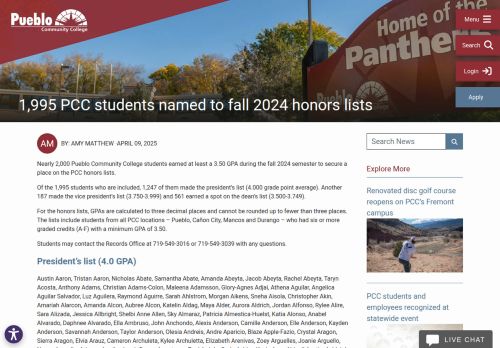 Pueblo
Community College
Home of the
Panthers
Menu
Search
Login
Apply
1,995 PCC students named to fall 2024 honors lists
AM
BY: AMY MATTHEW APRIL 09, 2025
Nearly 2,000 Pueblo Community College students earned at least a 3.50 GPA during the fall 2024 semester to secure a
place on the PCC honors lists.
Of the 1,995 students who are included, 1,247 of them made the president's list (4.000 grade point average). Another
187 made the vice president's list (3.750-3.999) and 561 earned a spot on the dean's list (3.500-3.749).
For the honors lists, GPAs are calculated to three decimal places and cannot be rounded up to fewer than three places.
The lists include students from all PCC locations – Pueblo, Cañon City, Mancos and Durango – who had six or more
graded credits (A-F) with a minimum GPA of 3.50.
Students may contact the Records Office at 719-549-3016 or 719-549-3039 with any questions.
President's list (4.0 GPA)
Austin Aaron, Tristan Aaron, Nicholas Abate, Samantha Abate, Amanda Abeyta, Jacob Abeyta, Rachel Abeyta, Taryn
Acosta, Anthony Adams, Christian Adams-Colon, Maleena Adamsson, Glory-Agnes Adjal, Athena Aguilar, Angelica
Aguilar Salvador, Luz Aguilera, Raymond Aguirre, Sarah Ahlstrom, Morgan Aikens, Sneha Aisola, Christopher Akin,
Amariah Alarcon, Amanda Alcon, Aubree Alcon, Katelin Aldag, Maya Alder, Aurora Aldrich, Jordan Alfonso, Rylee Alire,
Sara Alizada, Jessica Allbright, Shelbi Anne Allen, Sky Almaraz, Patricia Almestica-Huetat, Katia Alonso, Anabel
Alvarado, Daphnee Alvarado, Ella Ambruso, John Anchondo, Alexis Anderson, Camille Anderson, Elle Anderson, Kayden
Anderson, Savannah Anderson, Taylor Anderson, Olesia Andreis, Andre Aparicio, Blaze Apple-Fazio, Crystal Aragon,
Sierra Aragon, Elvia Arauz, Cameron Archuleta, Kylee Archuletta, Elizabeth Arenivas, Zoey Arguelles, Joanie Arguello,
Search News
Explore More
Renovated disc golf course
reopens on PCC's Fremont
campus
PCC students and
employees recognized at
statewide event
LIVE CHAT